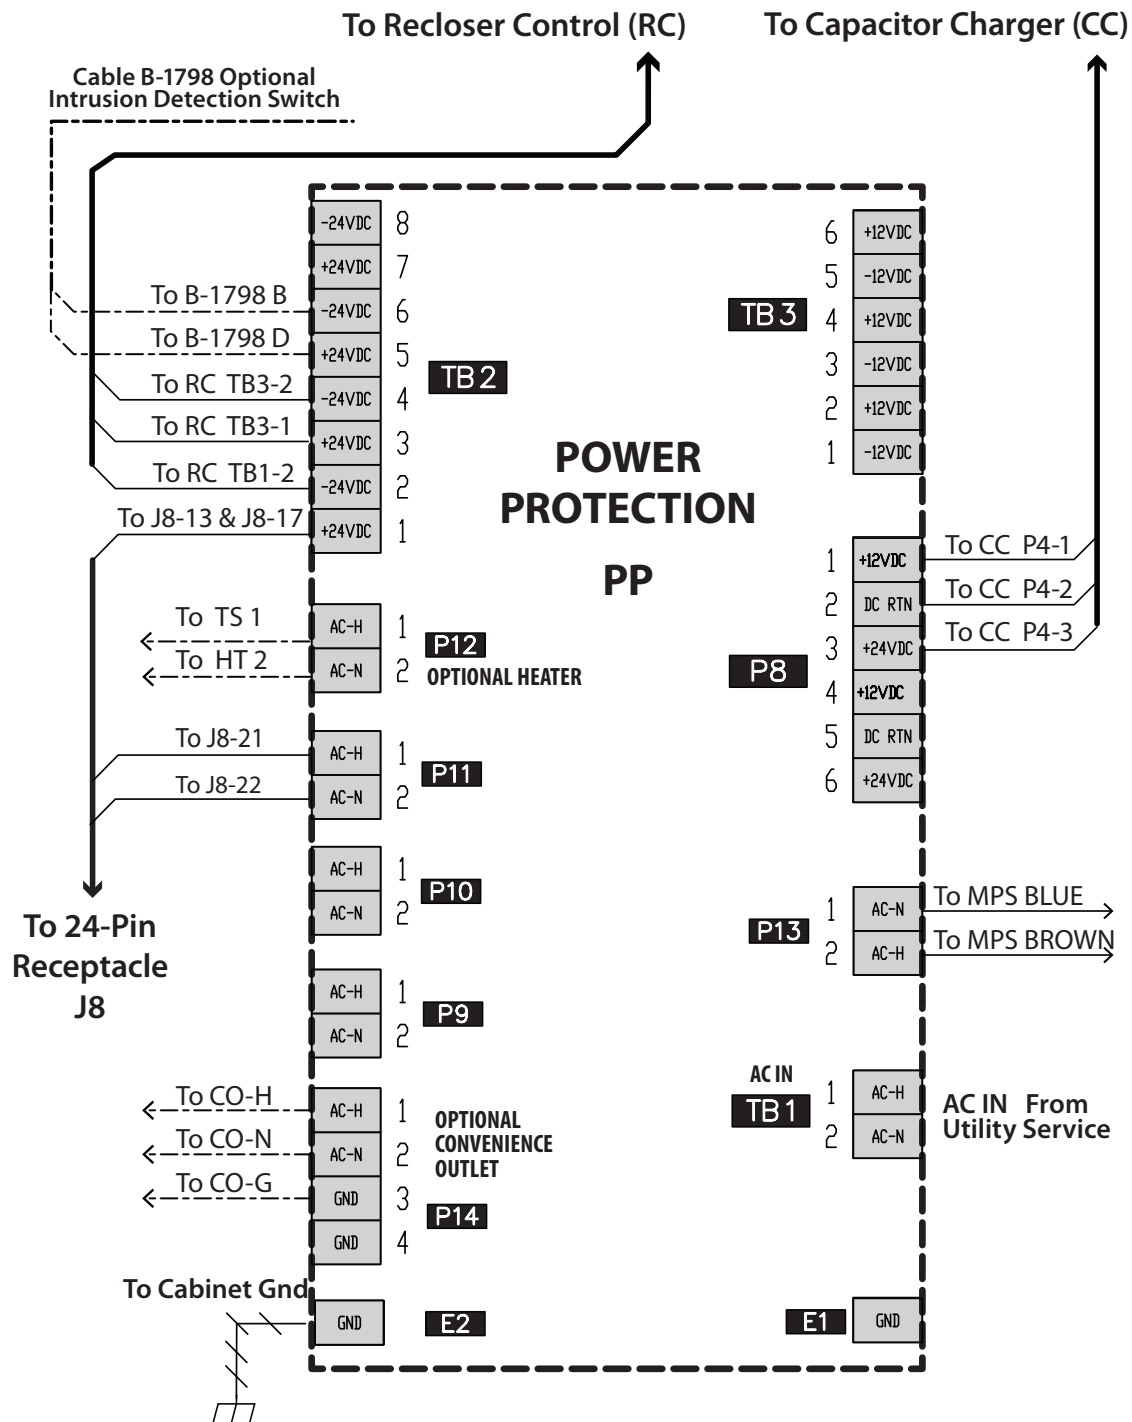 To Recloser Control (RC)
To Capacitor Charger (CC)
Cable B-1798 Optional
Intrusion Detection Switch
-24VDC 8
+24VDC 7
To B-1798 B -24VDC 6
To B-1798 D +24VDC 5
To RC TB3-2 -24VDC 4
To RC TB3-1 +24VDC 3
To RC TB1-2 -24VDC 2
To J8-13 & J8-17 +24VDC 1
TB2
6 +12VDC
5 -12VDC
4 +12VDC
3 -12VDC
2 +12VDC
1 -12VDC
TB3
POWER
PROTECTION
PP
1 +12VDC To CC P4-1
2 DC RTN To CC P4-2
3 +24VDC To CC P4-3
4 +12VDC
5 DC RTN
6 +24VDC
P8
To TS 1 AC-H 1
To HT 2 AC-N 2
P12
OPTIONAL HEATER
To J8-21 AC-H 1
To J8-22 AC-N 2
P11
AC-H 1
AC-N 2
P10
To 24-Pin
Receptacle
J8
P13
1 AC-N To MPS BLUE
2 AC-H To MPS BROWN
AC-H 1
AC-N 2
P9
AC IN
TB1
1 AC-H
2 AC-N
AC IN From
Utility Service
To CO-H AC-H 1
To CO-N AC-N 2
To CO-G GND 3
GND 4
OPTIONAL
CONVENIENCE
OUTLET
P14
To Cabinet Gnd
GND E2
E1 GND